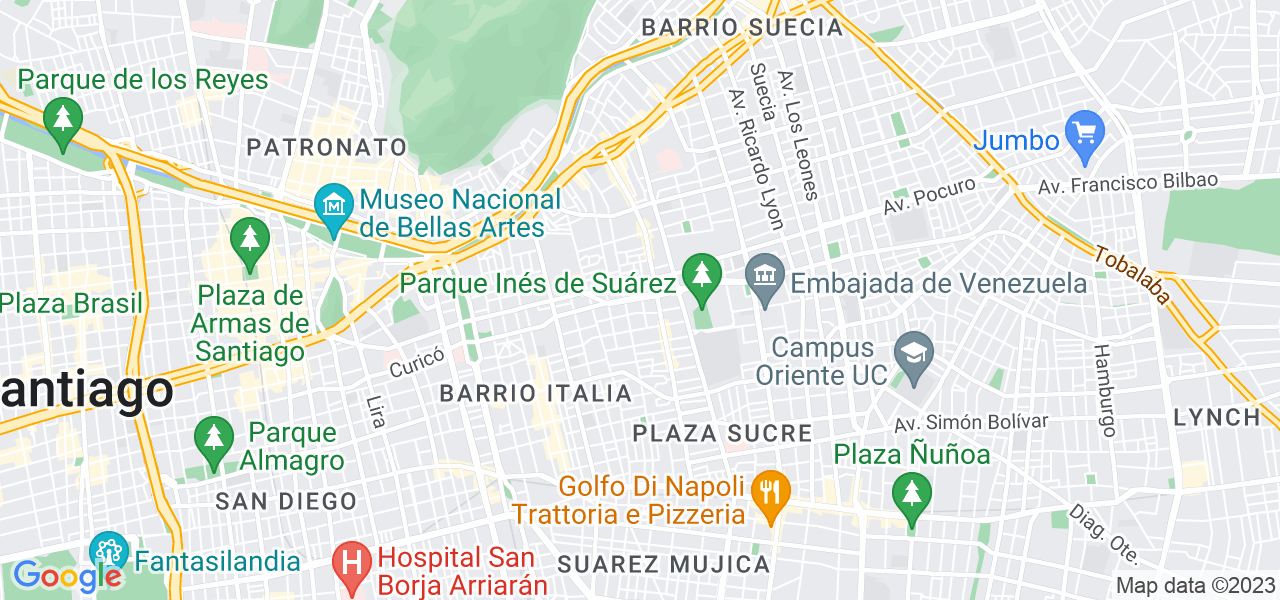 BARRIO SUECIA
Parque de los Reyes
Suecia
Av. Los Leones
Av. Ricardo Lyon
PATRONATO
Jumbo
Av. Francisco Bilbao
Av. Pocuro
Museo Nacional
de Bellas Artes
Parque Inés de Suárez
Embajada de Venezuela
Tobalaba
Plaza Brasil
Plaza de
Armas de
Santiago
Curicó
Campus
Oriente UC
Hamburgo
antiago
BARRIO ITALIA
Lira
Av. Simón Bolívar
LYNCH
Parque
Almagro
PLAZA SUCRE
Plaza Ñuñoa
SAN DIEGO
Golfo Di Napoli
Trattoria e Pizzeria
Diag. Ote.
Fantasilandia
Hospital San
Borja Arriarán
SUAREZ MUJICA
Google
Map data ©2023